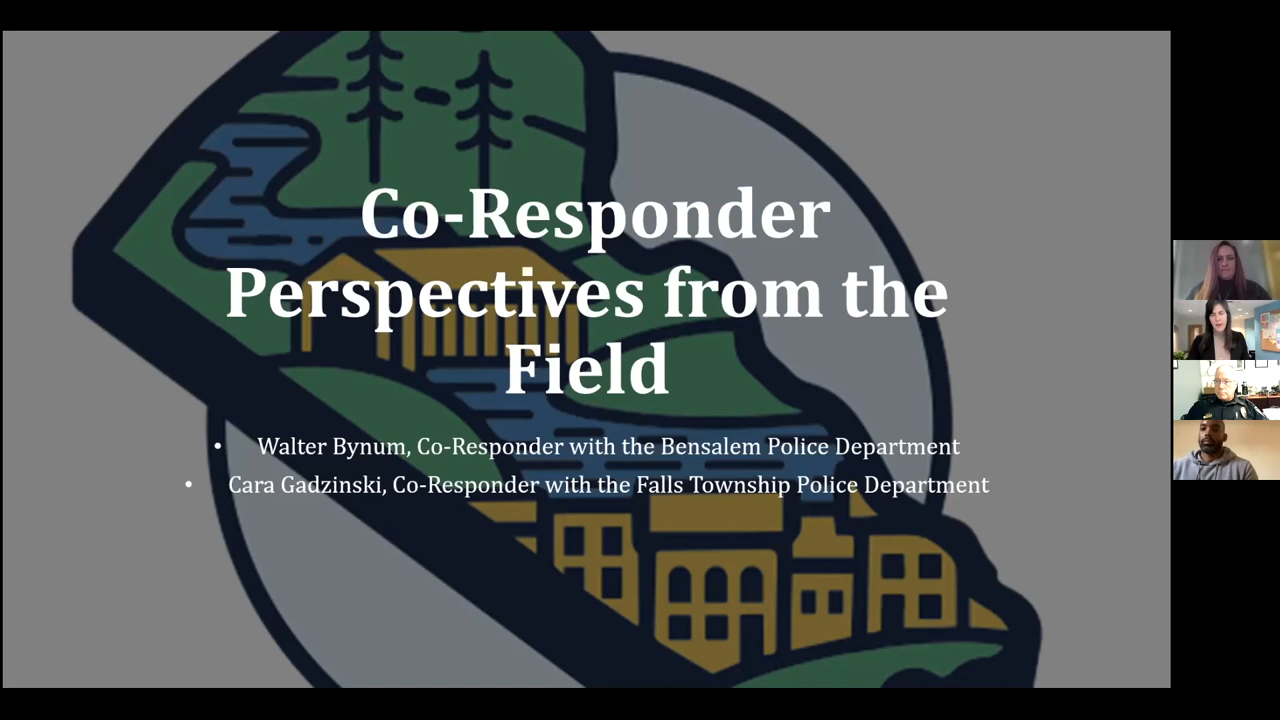 Co-Responder
Perspectives from the
Field
• Walter Bynum, Co-Responder with the Bensalem Police Department
• Cara Gadzinski, Co-Responder with the Falls Township Police Department